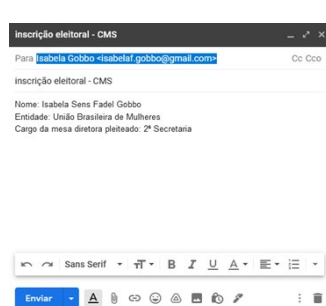 inscrição eleitoral - CMS
Para Isabela Gobbo <isabelaf.gobbo@gmail.com> Cc Cco
inscrição eleitoral - CMS
Nome: Isabela Sens Fadel Gobbo
Entidade: União Brasileira de Mulheres
Cargo da mesa diretora pleiteado: 2ª Secretaria
Sans Serif
Enviar